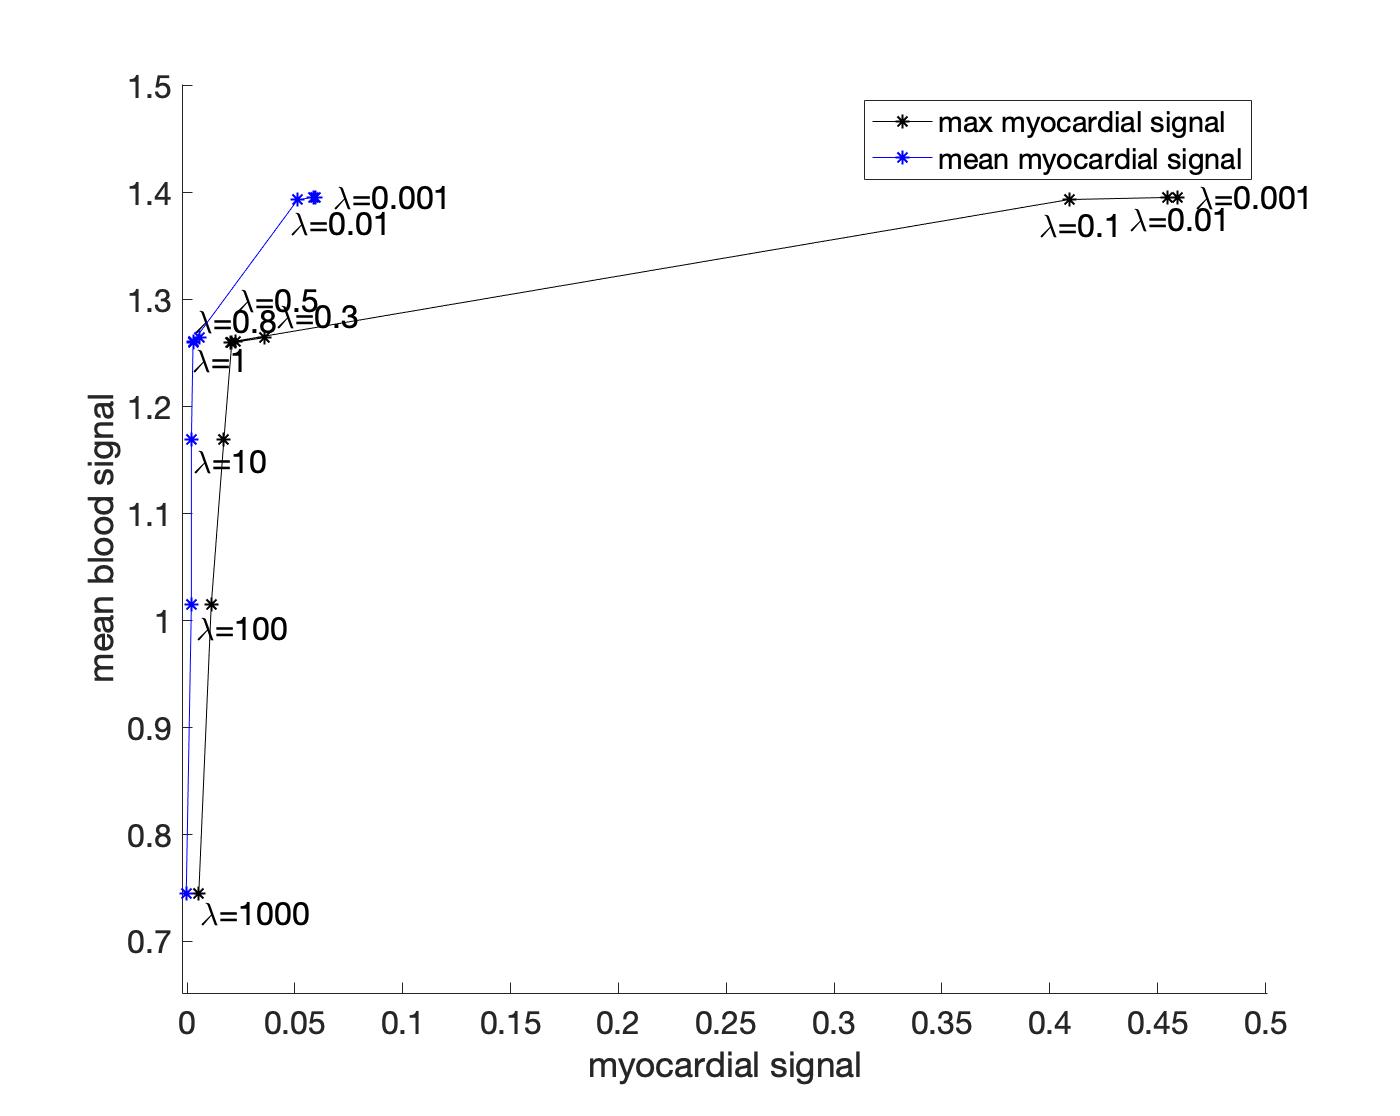 1.5
max myocardial signal
mean myocardial signal
1.4
λ=0.001
λ=0.001
λ=0.01
λ=0.01
λ=0.1
1.3
λ=0.5
λ=0.3
λ=0.8
λ=1
1.2
λ=10
1.1
1
λ=100
0.9
0.8
λ=1000
0.7
mean blood signal
0
0.05
0.1
0.15
0.2
0.25
0.3
0.35
0.4
0.45
0.5
myocardial signal